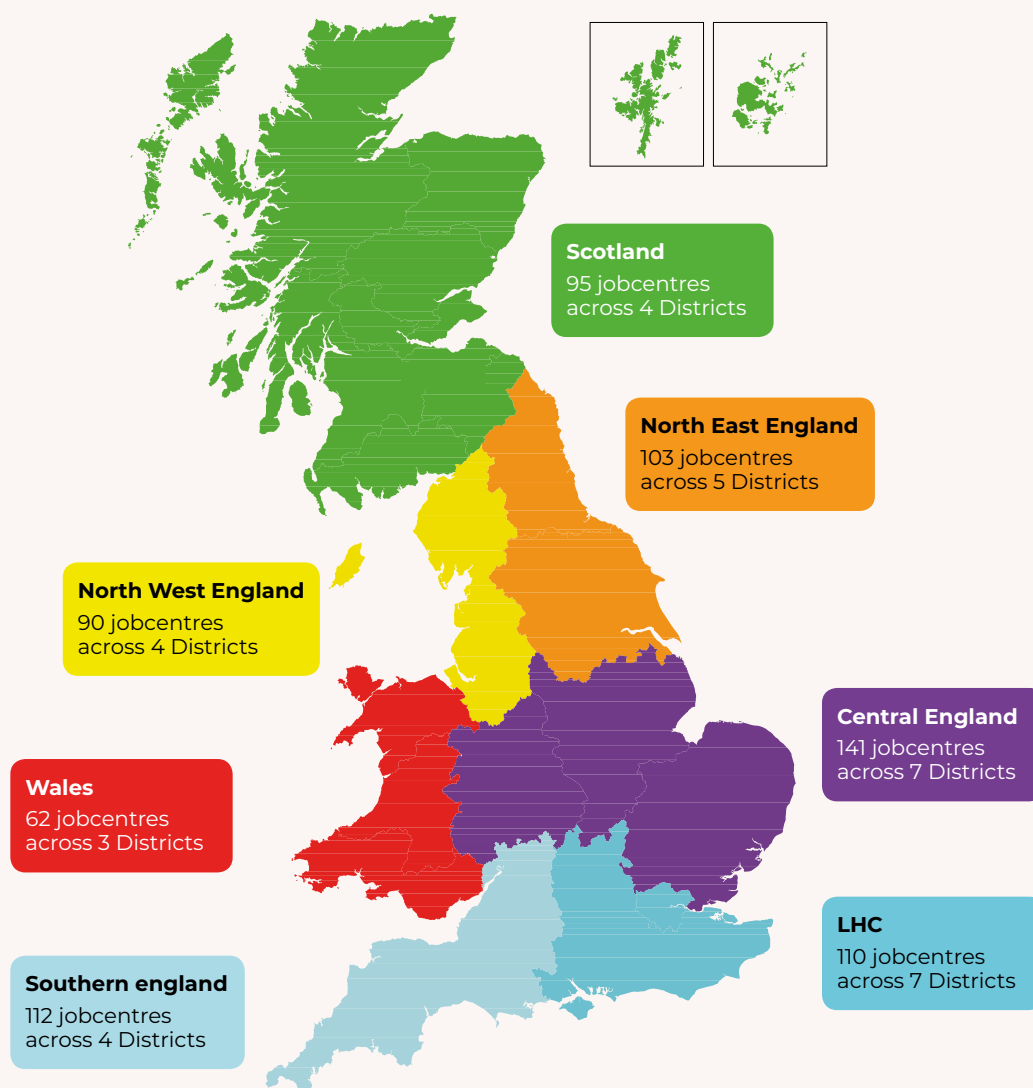 Scotland
95 jobcentres
across 4 Districts
North East England
103 jobcentres
across 5 Districts
North West England
90 jobcentres
across 4 Districts
Central England
141 jobcentres
across 7 Districts
Wales
62 jobcentres
across 3 Districts
LHC
110 jobcentres
across 7 Districts
Southern england
112 jobcentres
across 4 Districts